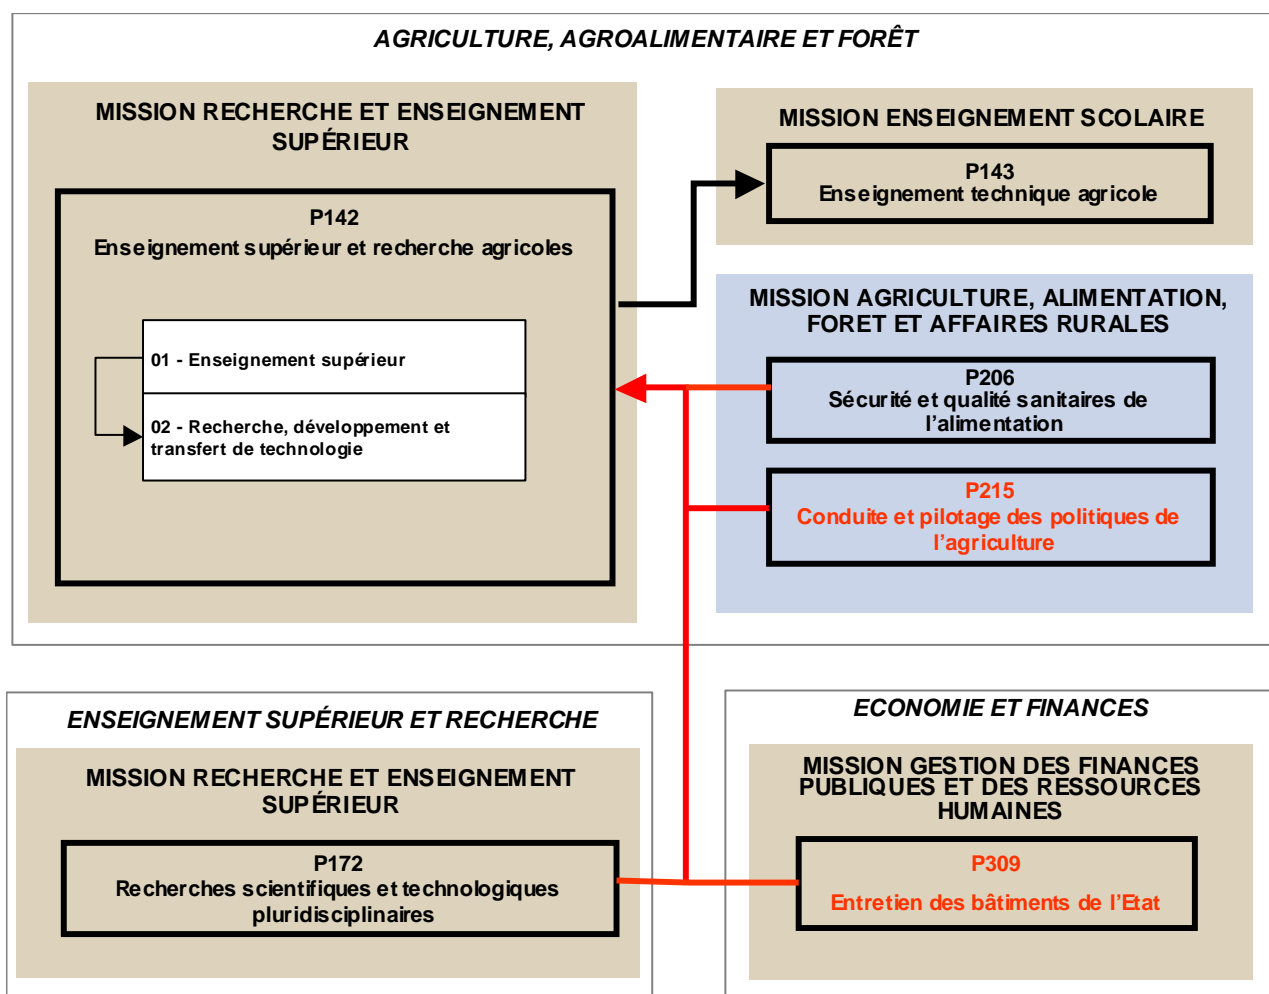 AGRICULTURE, AGROALIMENTAIRE ET FORÊT
MISSION RECHERCHE ET ENSEIGNEMENT
SUPÉRIEUR
P142
Enseignement supérieur et recherche agricoles
01 - Enseignement supérieur
02 - Recherche, développement et
transfert de technologie
MISSION ENSEIGNEMENT SCOLAIRE
P143
Enseignement technique agricole
MISSION AGRICULTURE, ALIMENTATION,
FORET ET AFFAIRES RURALES
P206
Sécurité et qualité sanitaires de
l'alimentation
P215
Conduite et pilotage des politiques de
l'agriculture
ENSEIGNEMENT SUPÉRIEUR ET RECHERCHE
MISSION RECHERCHE ET ENSEIGNEMENT
SUPÉRIEUR
P172
Recherches scientifiques et technologiques
pluridisciplinaires
ECONOMIE ET FINANCES
MISSION GESTION DES FINANCES
PUBLIQUES ET DES RESSOURCES
HUMAINES
P309
Entretien des bâtiments de l'Etat